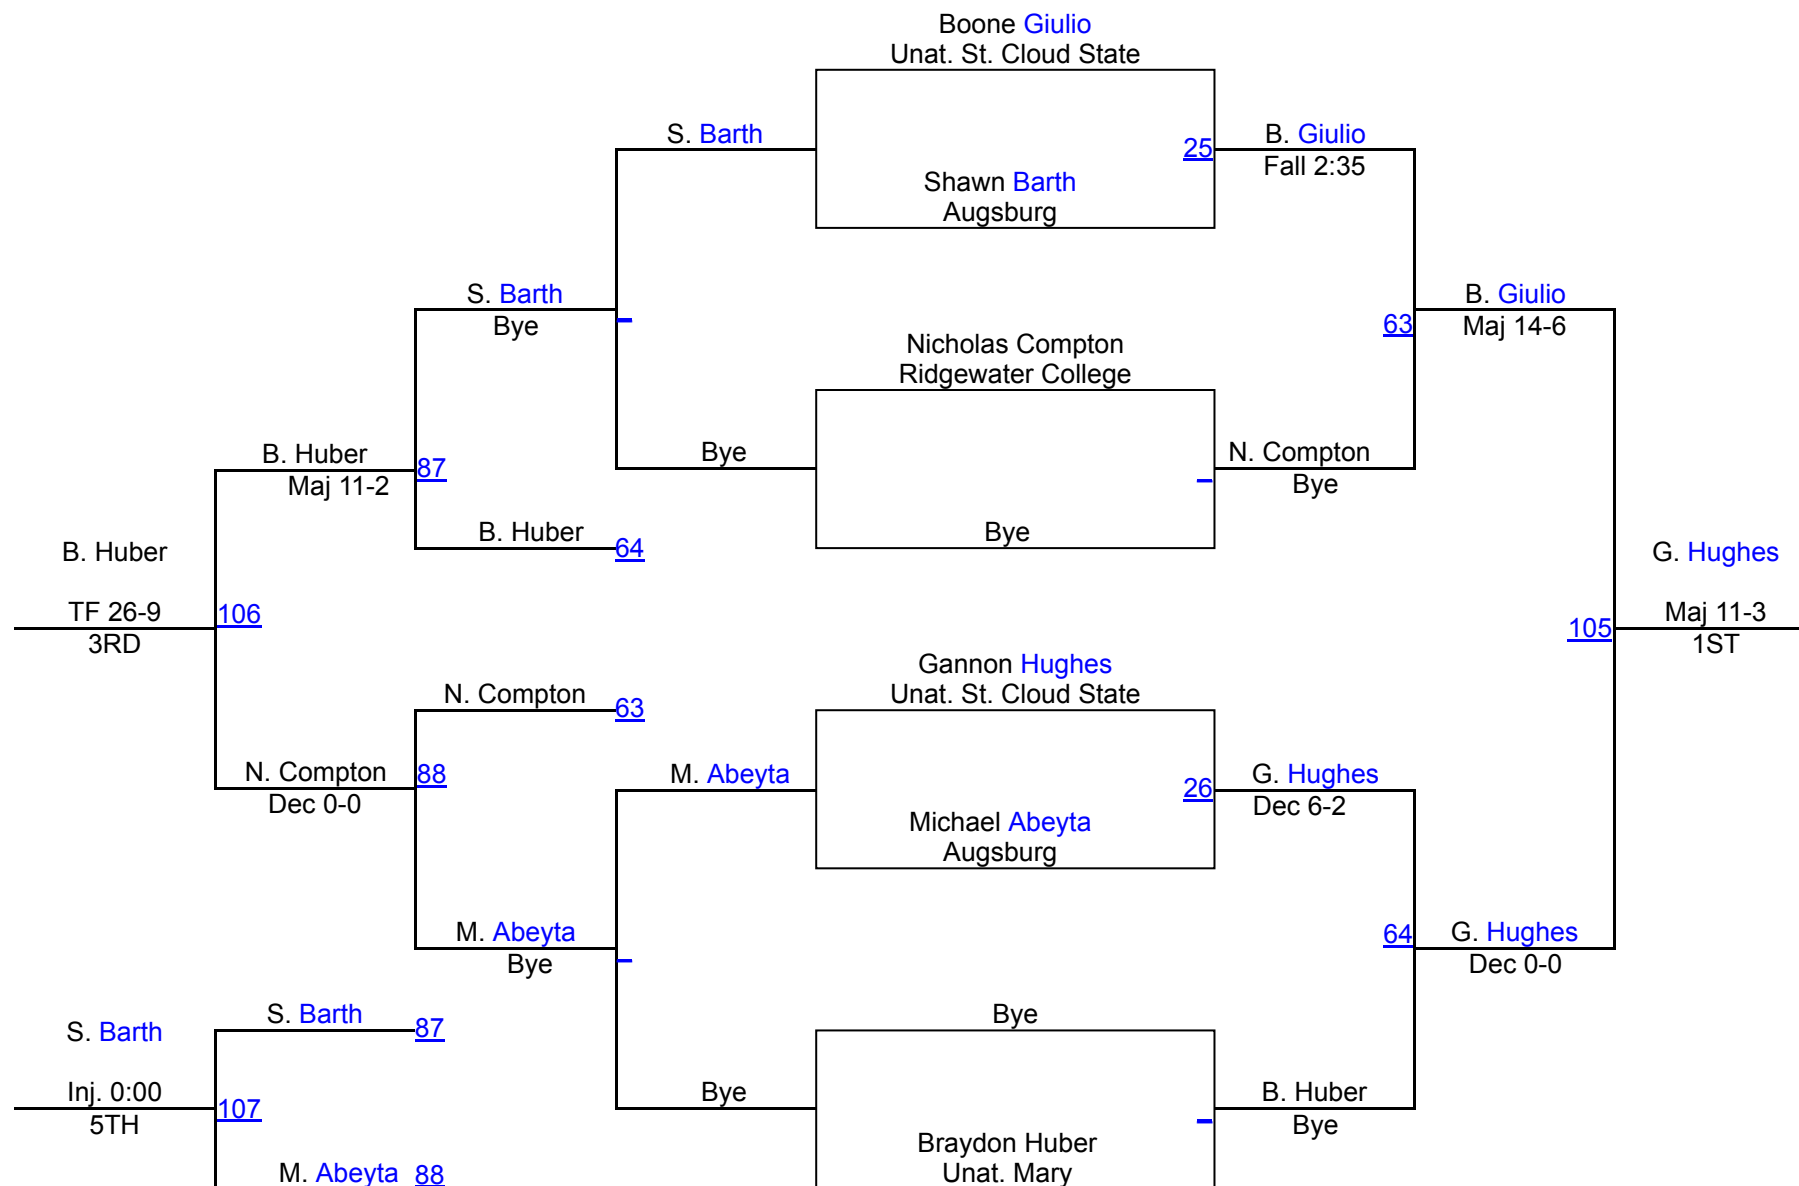 Boone Giulio
Unat. St. Cloud State
S. Barth
25
B. Giulio
Fall 2:35
Shawn Barth
Augsburg
S. Barth
Bye
B. Giulio
Maj 14-6
63
Nicholas Compton
Ridgewater College
B. Huber
Maj 11-2
87
Bye
N. Compton
Bye
B. Huber
64
Bye
B. Huber
G. Hughes
TF 26-9
3RD
106
105
Maj 11-3
1ST
Gannon Hughes
Unat. St. Cloud State
N. Compton
63
N. Compton
Dec 0-0
88
M. Abeyta
26
G. Hughes
Dec 6-2
Michael Abeyta
Augsburg
M. Abeyta
Bye
64
G. Hughes
Dec 0-0
S. Barth
S. Barth
87
Bye
Inj. 0:00
5TH
107
Bye
B. Huber
Bye
Braydon Huber
Unat. Mary
M. Abeyta
88